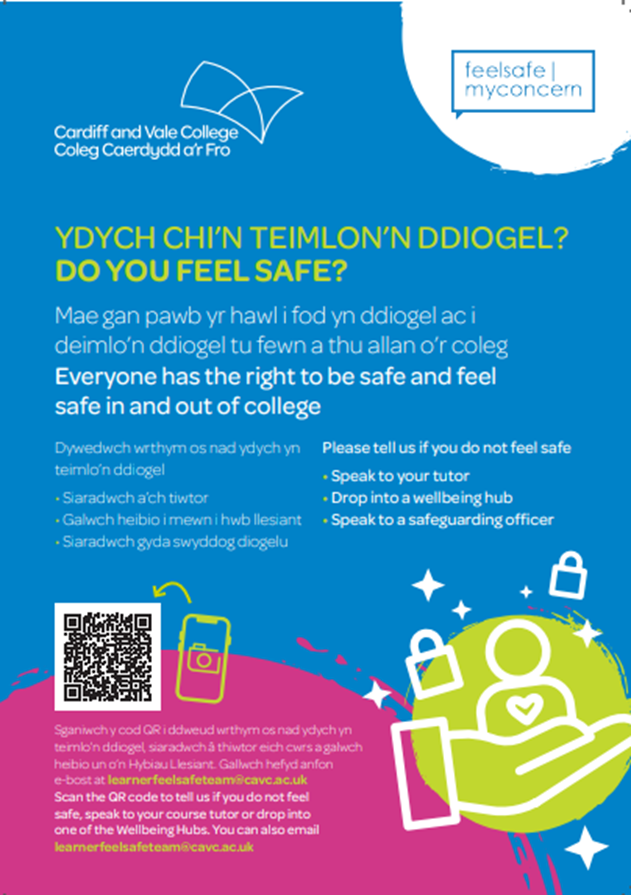 feelsafe|
myconcern
Cardiff and Vale College
Coleg Caerdydd a'r Fro
YDYCH CHI'N TEIMLON'N DDIOGEL?
DO YOU FEEL SAFE?
Mae gan pawb yr hawl i fod yn ddiogel ac i
deimlo'n ddiogel tu fewn a thu allan o'r coleg
Everyone has the right to be safe and feel
safe in and out of college
Dywedwch wrthym os nad ydych yn
teimlo'n ddiogel
• Siaradwch a'ch tiwtor
• Galwch heibio i mewn i hwb llesiant
• Siaradwch gyda swyddog diogelu
Please tell us if you do not feel safe
• Speak to your tutor
• Drop into a wellbeing hub
• Speak to a safeguarding officer
Sganiwch y cod QR i ddweud wrthym os nad ydych yn
teimlo'n ddiogel, siaradwch â thiwtor eich cwrs a galwch
heibio un o'n Hybiau Llesiant. Gallwch hefyd anfon
e-bost at learnerfeelsafeteam@cavc.ac.uk
Scan the QR code to tell us if you do not feel
safe, speak to your course tutor or drop into
one of the Wellbeing Hubs. You can also email
learnerfeelsafeteam@cavc.ac.uk